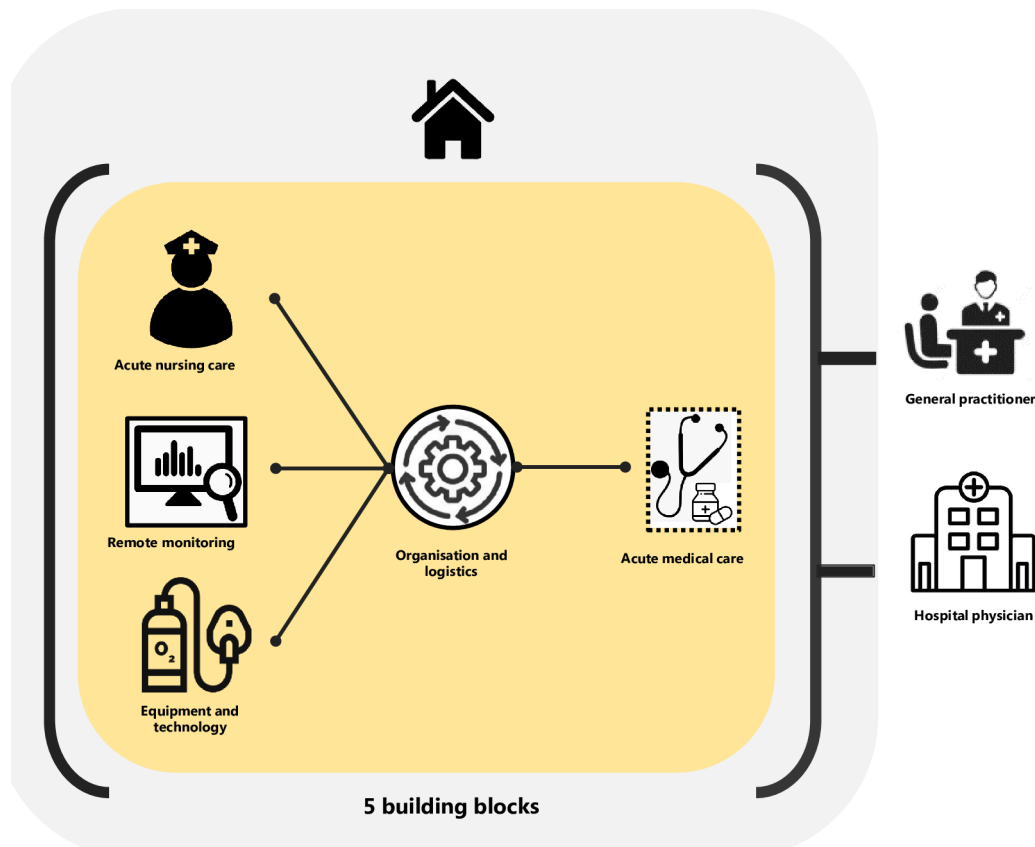 Acute nursing care
Remote monitoring
O2
Equipment and
technology
Organisation and
logistics
Acute medical care
General practitioner
Hospital physician
5 building blocks